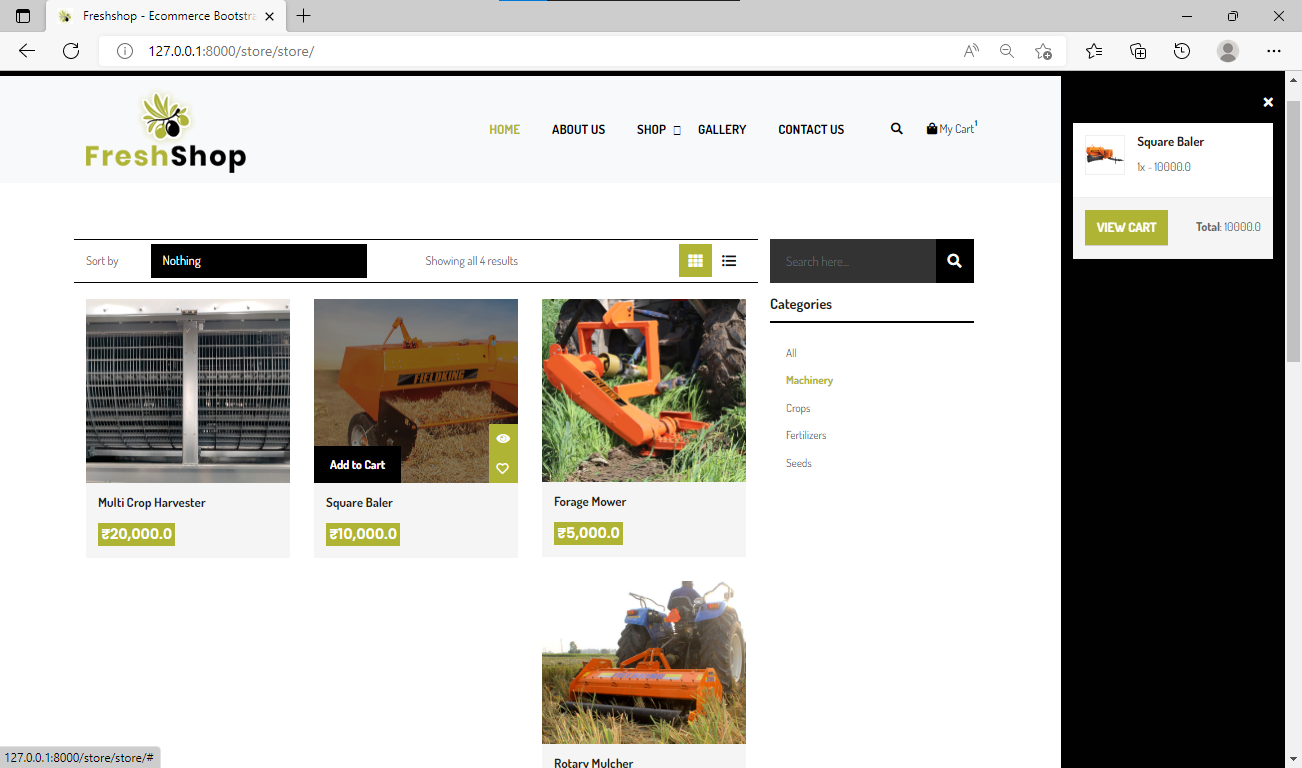 Freshshop - Ecommerce Bootstra
127.0.0.1:8000/store/store/
FreshShop
HOME
ABOUT US
SHOP
GALLERY
CONTACT US
My Cart 1
Square Baler
1x - 10000.0
VIEW CART
Total: 10000.0
Sort by
Nothing
Showing all 4 results
Search here...
Categories
All
Machinery
Crops
Fertilizers
Seeds
FIELDKING
Add to Cart
Multi Crop Harvester
₹20,000.0
Square Baler
₹10,000.0
Forage Mower
₹5,000.0
Rotary Mulcher
127.0.0.1:8000/store/store/#